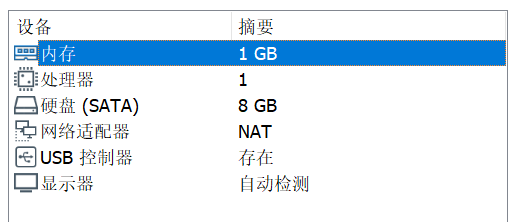 设备 摘要
内存 1 GB
处理器 1
硬盘 (SATA) 8 GB
网络适配器 NAT
USB 控制器 存在
显示器 自动检测